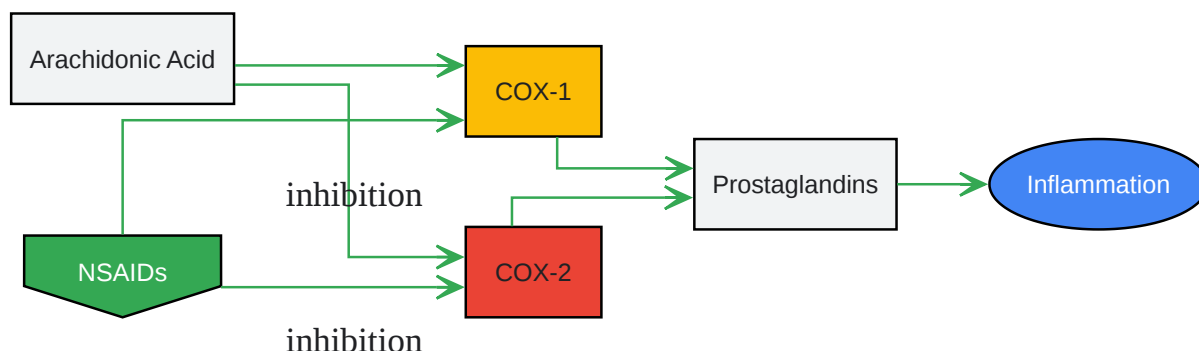 Arachidonic Acid
COX-1
Prostaglandins
Inflammation
inhibition
NSAIDs
COX-2
inhibition